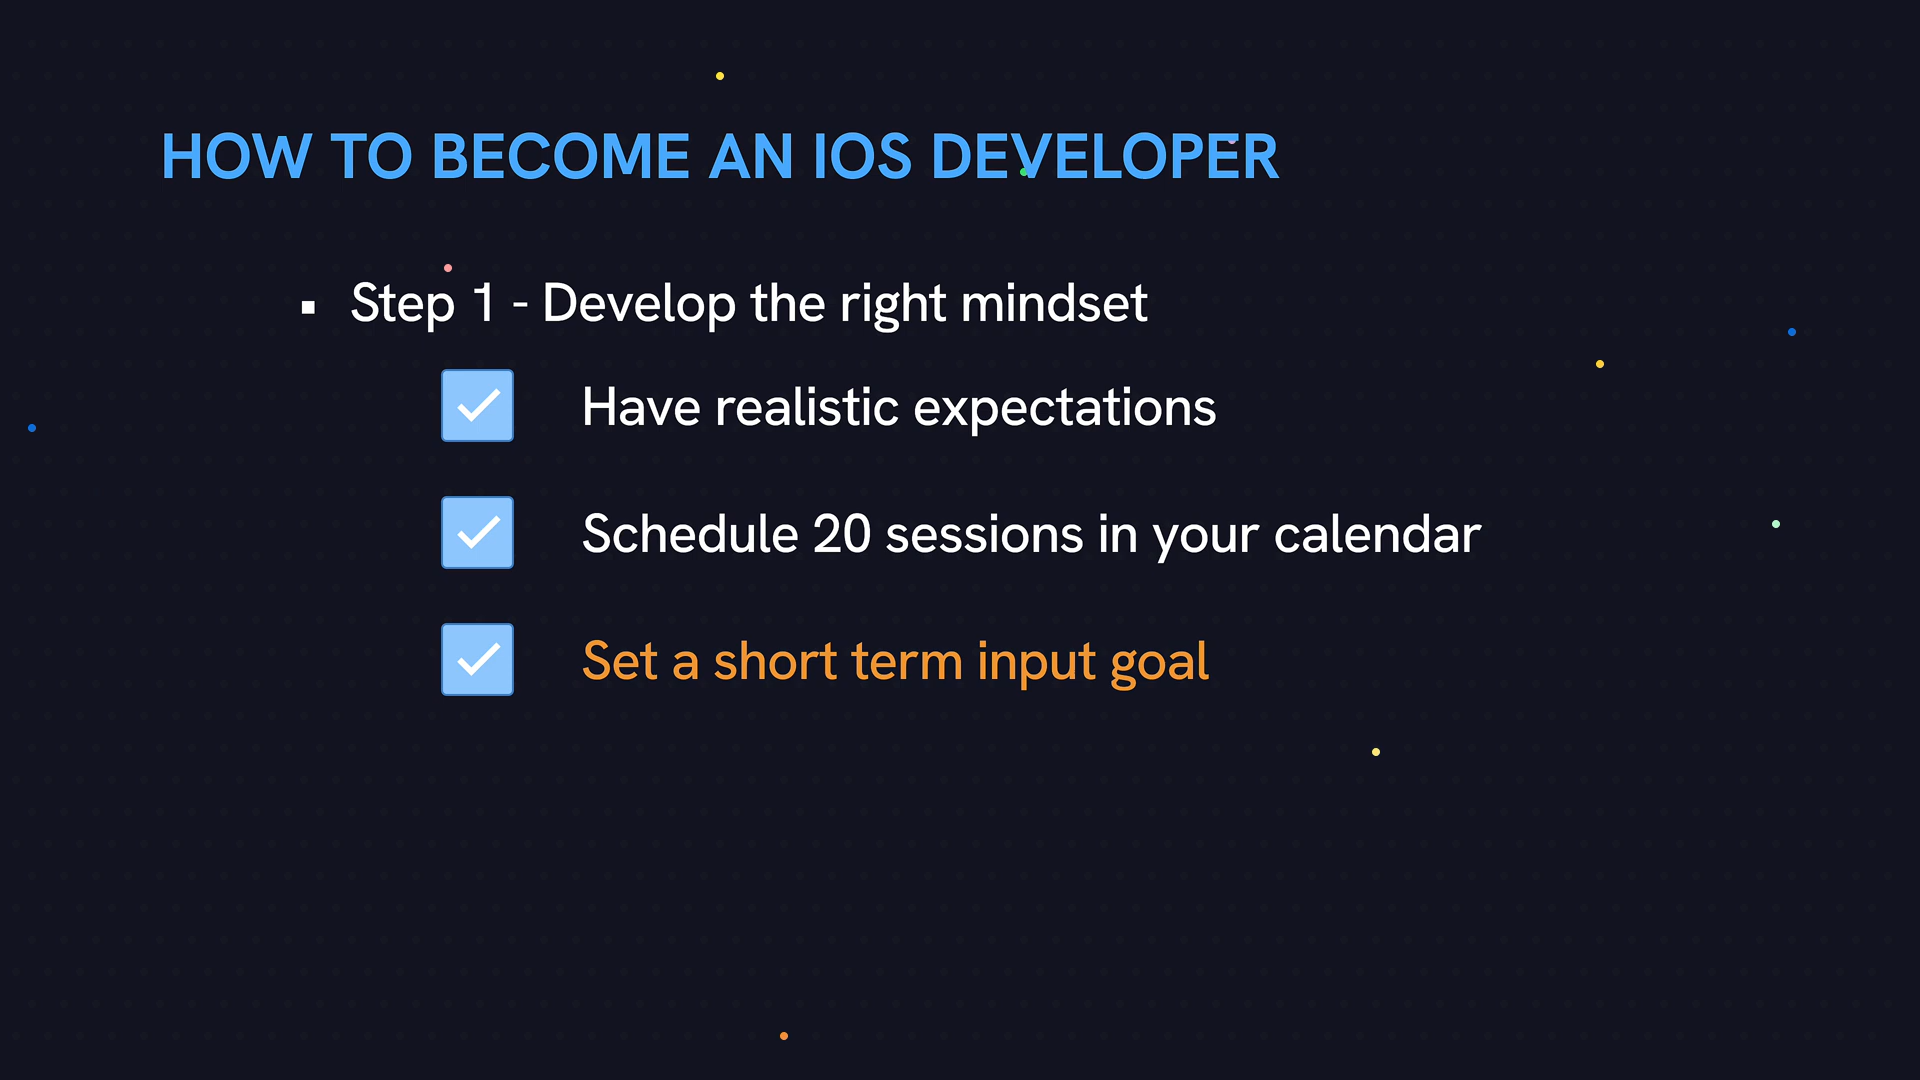 HOW TO BECOME AN IOS DEVELOPER
Step 1 - Develop the right mindset
Have realistic expectations
Schedule 20 sessions in your calendar
Set a short term input goal